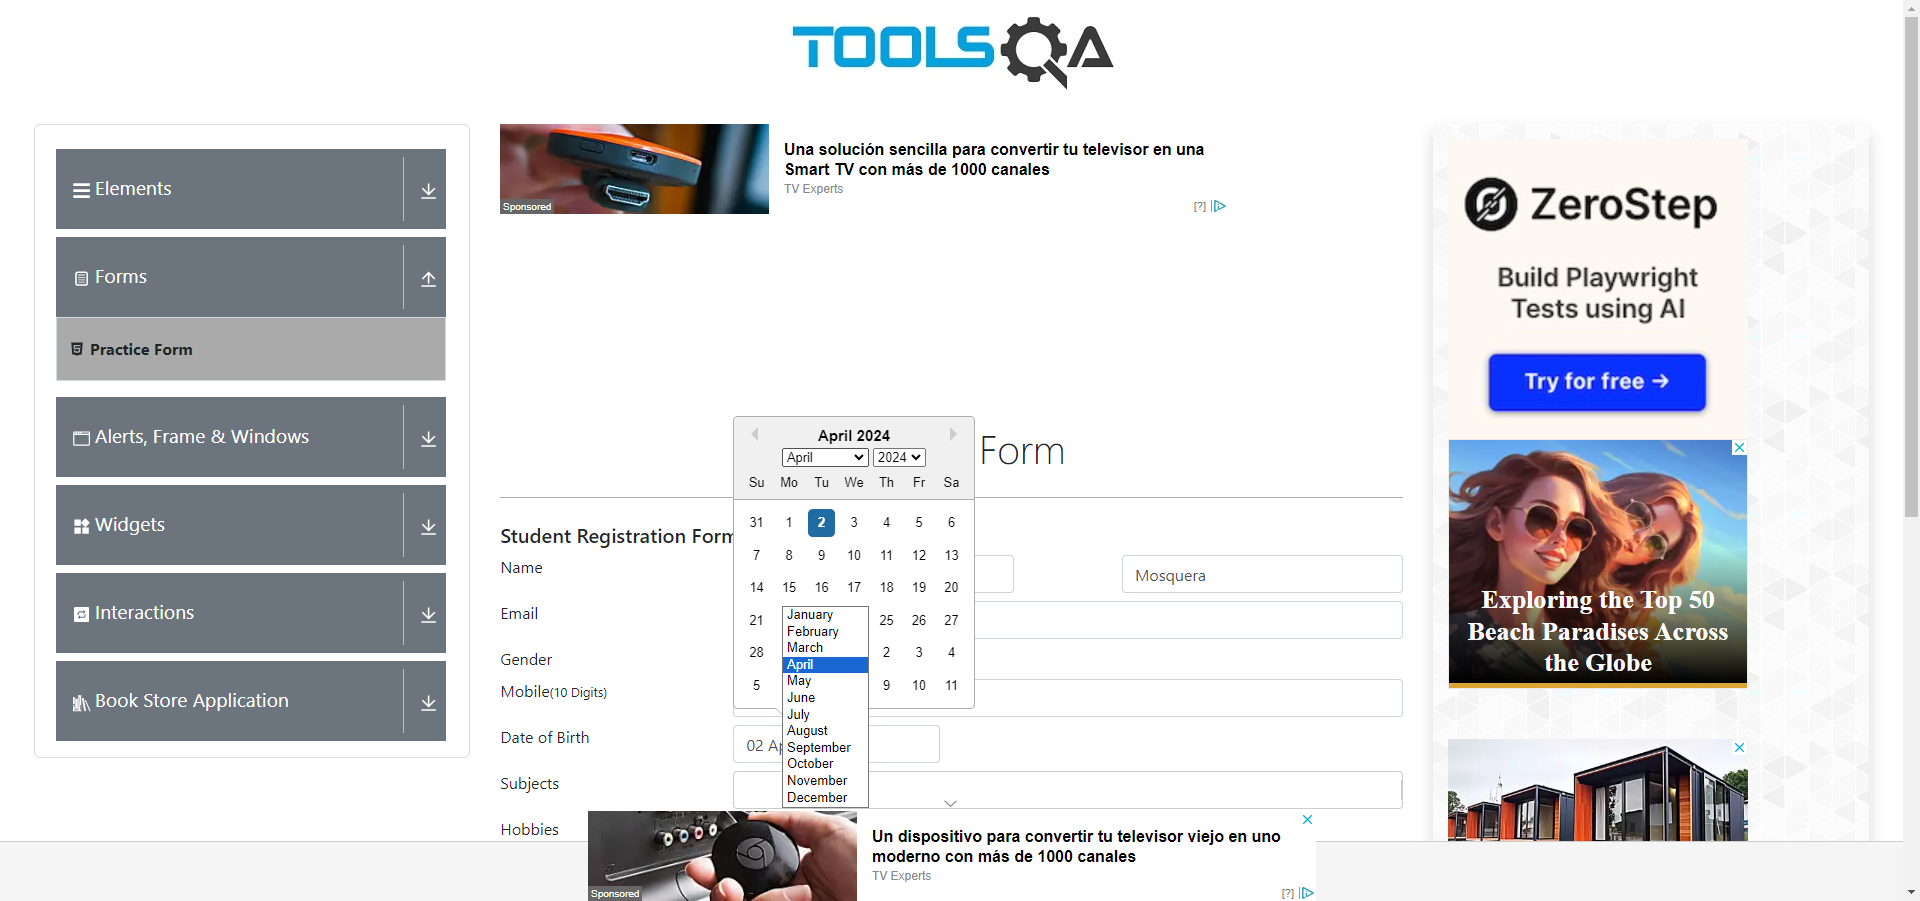 TOOLSQA
Elements
Forms
Practice Form
Alerts, Frame & Windows
Widgets
Interactions
Book Store Application
Sponsored
Una solución sencilla para convertir tu televisor en una
Smart TV con más de 1000 canales
TV Experts
[?]
Form
Student Registration Form
Name
Mosquera
Email
Gender
Mobile(10 Digits)
Date of Birth
02 Ap
Subjects
Hobbies
April 2024
April 2024
Su Mo Tu We Th Fr Sa
31 1 2 3 4 5 6
7 8 9 10 11 12 13
14 15 16 17 18 19 20
21 25 26 27
28 2 3 4
5 9 10 11
January
February
March
April
May
June
July
August
September
October
November
December
ZeroStep
Build Playwright
Tests using AI
Try for free →
Exploring the Top 50
Beach Paradises Across
the Globe
Sponsored
Un dispositivo para convertir tu televisor viejo en uno
moderno con más de 1000 canales
TV Experts
[?]